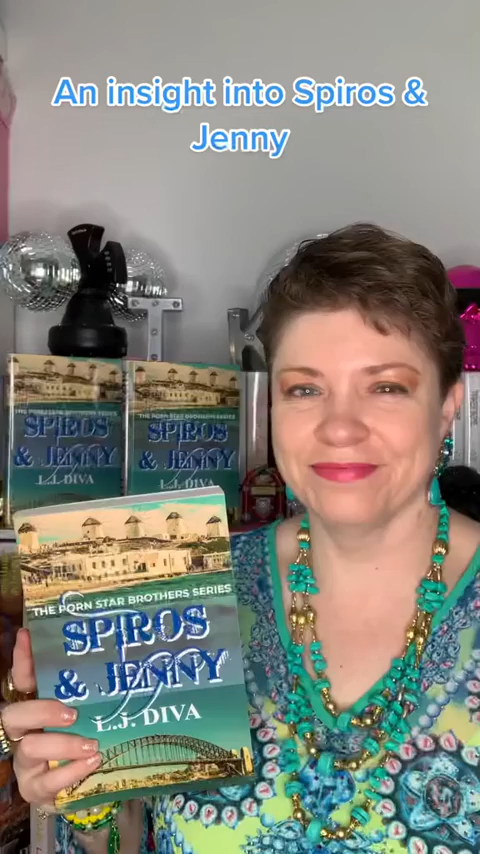 An insight into Spiros &
Jenny
THE PORN STAR BROTHERS SERIES
SPIROS
& JENNY
L.J. DIVA
THE PORN STAR BROTHERS SERIES
SPIROS
& JENNY
L.J. DIVA
THE PORN STAR BROTHERS SERIES
SPIROS
& JENNY
L.J. DIVA